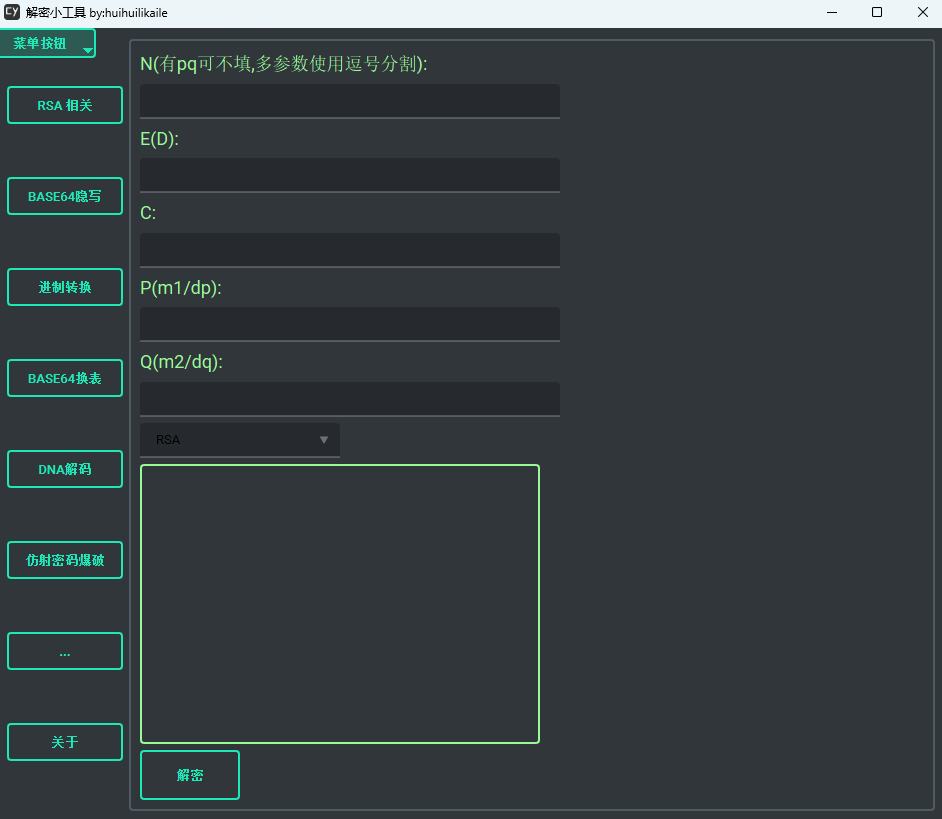 CY 解密小工具 by:huihuilikaile
菜单按钮
RSA 相关
BASE64隐写
进制转换
BASE64换表
DNA解码
仿射密码爆破
...
关于
N(有pq可不填,多参数使用逗号分割):
E(D):
C:
P(m1/dp):
Q(m2/dq):
RSA
解密